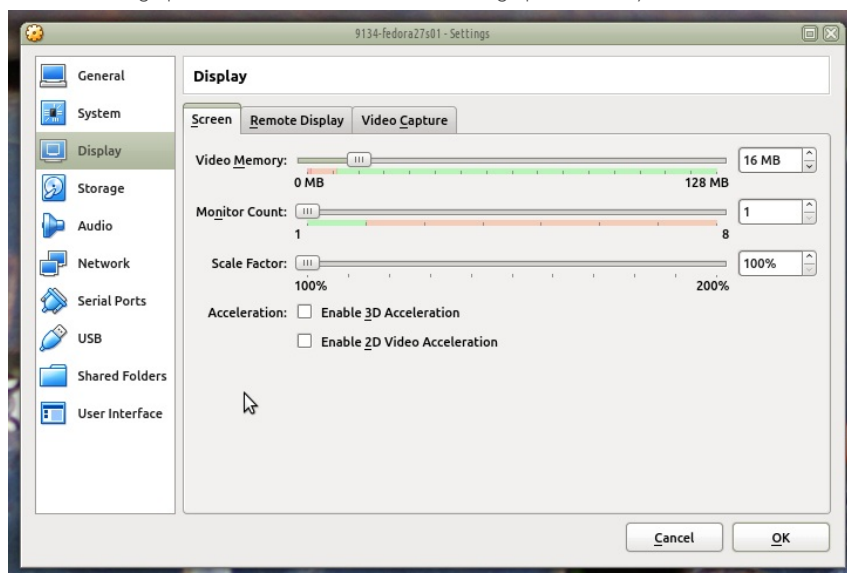 9134-fedora27s01 - Settings
General
System
Display
Storage
Audio
Network
Serial Ports
USB
Shared Folders
User Interface
Display
Screen Remote Display Video Capture
Video Memory: 16 MB
0 MB 128 MB
Monitor Count: 1
1 8
Scale Factor: 100%
100% 200%
Acceleration: Enable 3D Acceleration
Enable 2D Video Acceleration
Cancel OK